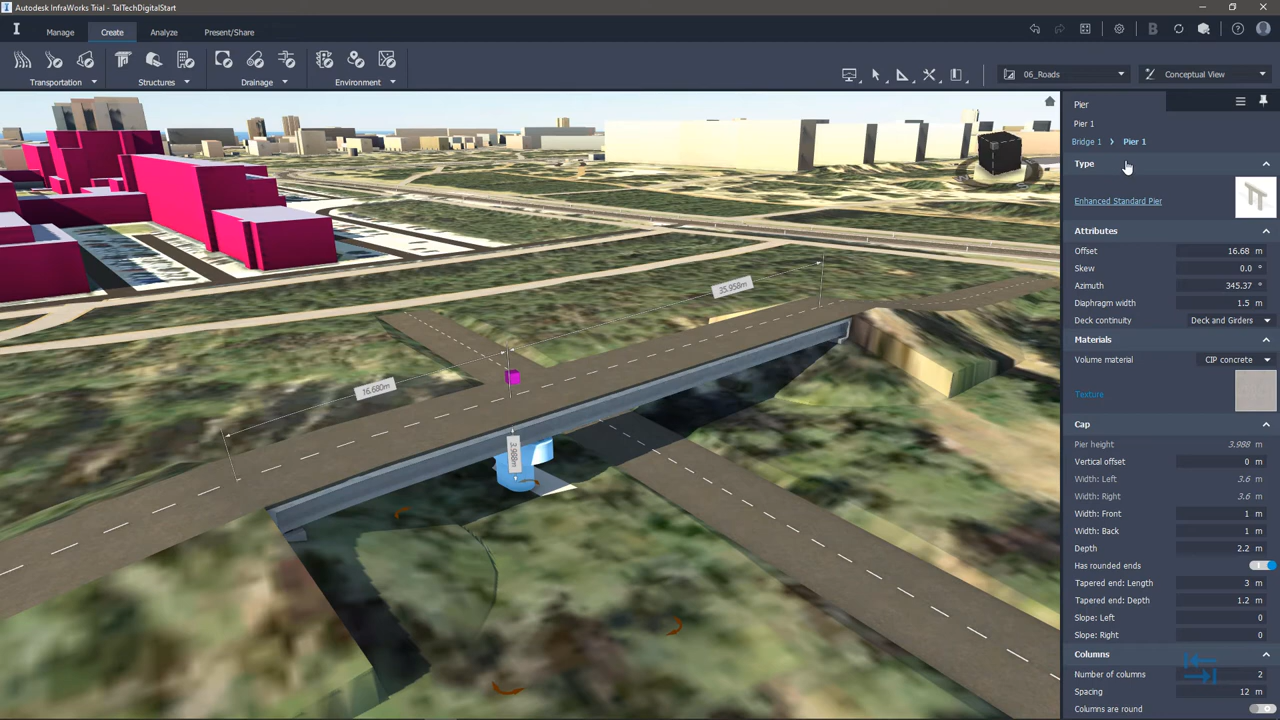 Autodesk InfraWorks Trial - TalTechDigitalStart
Manage Create Analyze Present/Share
Transportation Structures Drainage Environment
06_Roads Conceptual View
Pier
Pier 1
Bridge 1 Pier 1
Type
Enhanced Standard Pier
Attributes
Offset 16.68 m
Skew 0.0 °
Azimuth 345.37 °
Diaphragm width 1.5 m
Deck continuity Deck and Girders
Materials
Volume material CIP concrete
Texture
Cap
Pier height 3.988 m
Vertical offset 0 m
Width: Left 3.6 m
Width: Right 3.6 m
Width: Front 1 m
Width: Back 1 m
Depth 2.2 m
Has rounded ends
Tapered end: Length 3 m
Tapered end: Depth 1.2 m
Slope: Left 0
Slope: Right 0
Columns
Number of columns 2
Spacing 12 m
Columns are round
35.958m
16.680m
3.988m